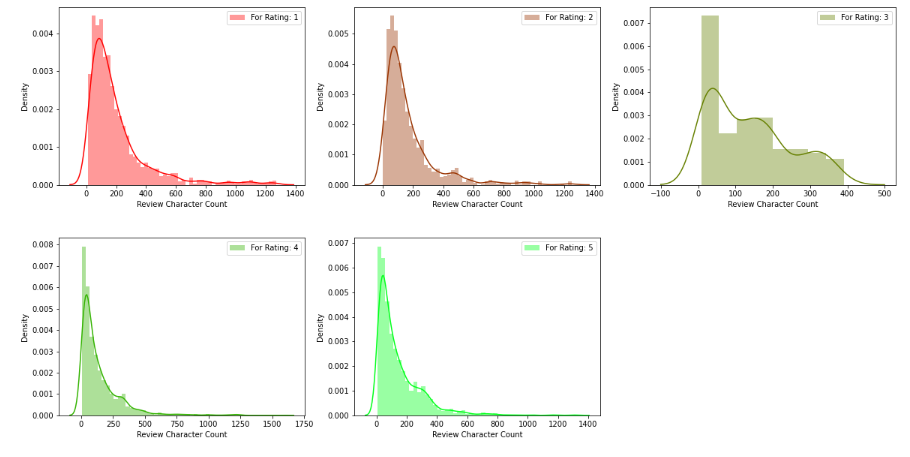 For Rating: 1
0.004
0.003
0.002
0.001
0.000
Density
0 200 400 600 800 1000 1200 1400
Review Character Count
For Rating: 2
0.005
0.004
0.003
0.002
0.001
0.000
Density
0 200 400 600 800 1000 1200 1400
Review Character Count
For Rating: 3
0.007
0.006
0.005
0.004
0.003
0.002
0.001
0.000
Density
−100 0 100 200 300 400 500
Review Character Count
For Rating: 4
0.008
0.007
0.006
0.005
0.004
0.003
0.002
0.001
0.000
Density
0 250 500 750 1000 1250 1500 1750
Review Character Count
For Rating: 5
0.007
0.006
0.005
0.004
0.003
0.002
0.001
0.000
Density
0 200 400 600 800 1000 1200 1400
Review Character Count